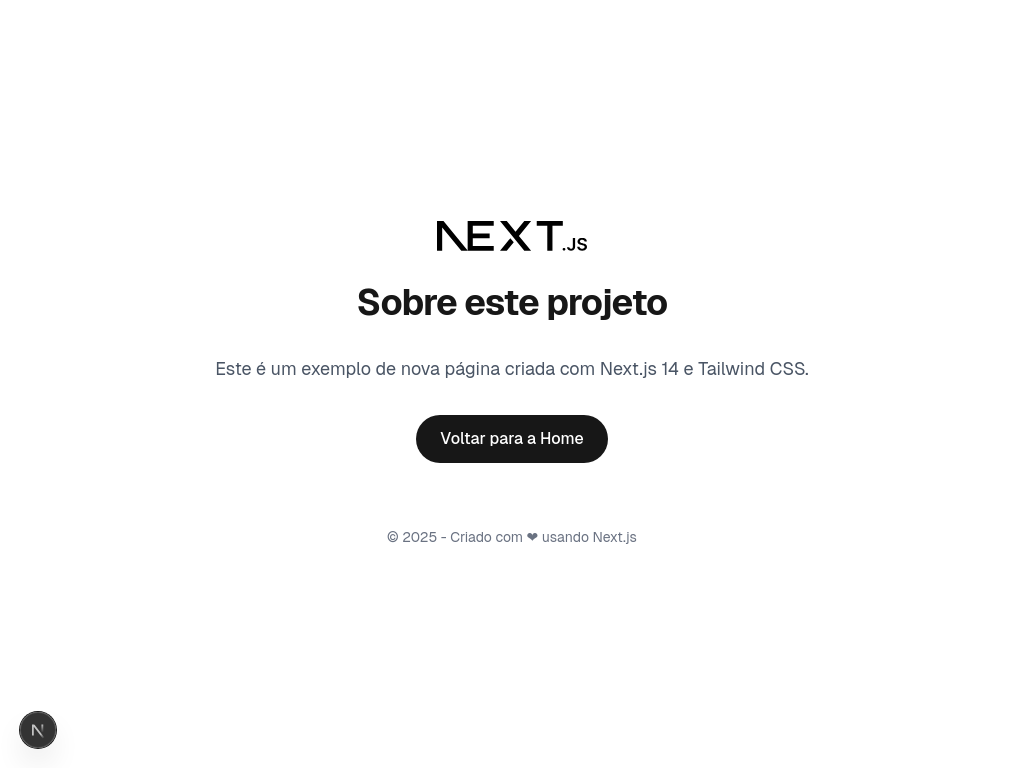 NEXT.JS
Sobre este projeto
Este é um exemplo de nova página criada com Next.js 14 e Tailwind CSS.
Voltar para a Home
© 2025 - Criado com ❤ usando Next.js
N